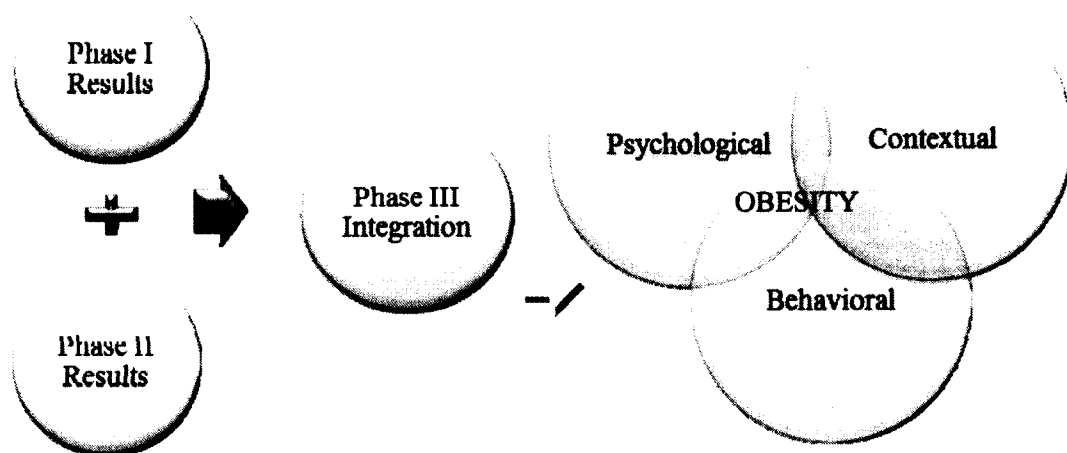 Phase I
Results
Phase II
Results
Phase III
Integration
Psychological
Contextual
OBESITY
Behavioral